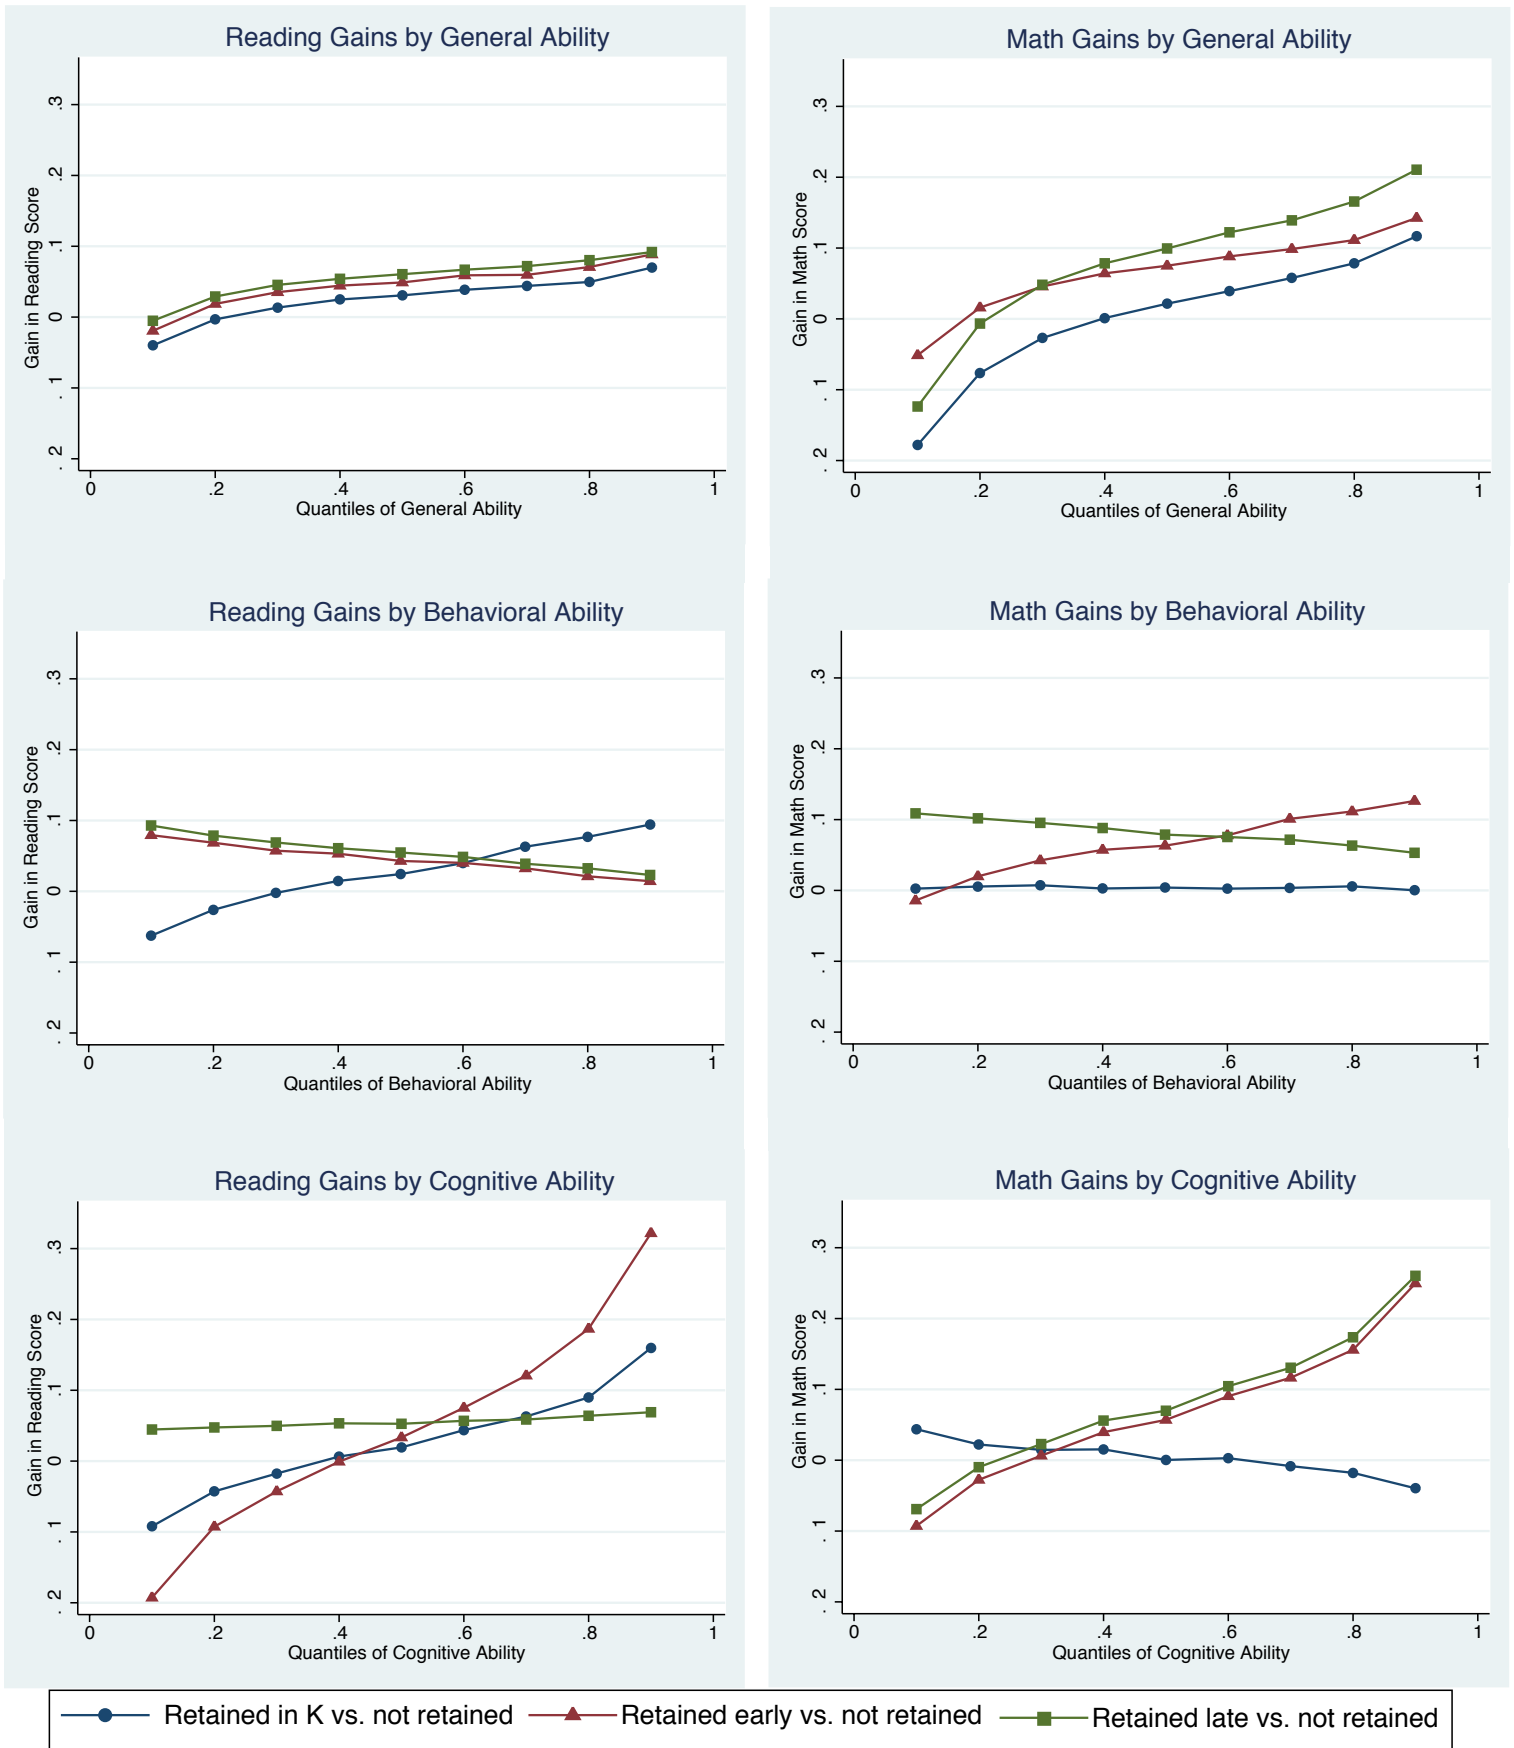 Reading Gains by General Ability
Gain in Reading Score
.3
.2
.1
0
. 1
. 2
0 .2 .4 .6 .8 1
Quantiles of General Ability
Math Gains by General Ability
Gain in Math Score
.3
.2
.1
0
. 1
. 2
0 .2 .4 .6 .8 1
Quantiles of General Ability
Reading Gains by Behavioral Ability
Gain in Reading Score
.3
.2
.1
0
. 1
. 2
0 .2 .4 .6 .8 1
Quantiles of Behavioral Ability
Math Gains by Behavioral Ability
Gain in Math Score
.3
.2
.1
0
. 1
. 2
0 .2 .4 .6 .8 1
Quantiles of Behavioral Ability
Reading Gains by Cognitive Ability
Gain in Reading Score
.3
.2
.1
0
. 1
. 2
0 .2 .4 .6 .8 1
Quantiles of Cognitive Ability
Math Gains by Cognitive Ability
Gain in Math Score
.3
.2
.1
0
. 1
. 2
0 .2 .4 .6 .8 1
Quantiles of Cognitive Ability
Retained in K vs. not retained Retained early vs. not retained Retained late vs. not retained